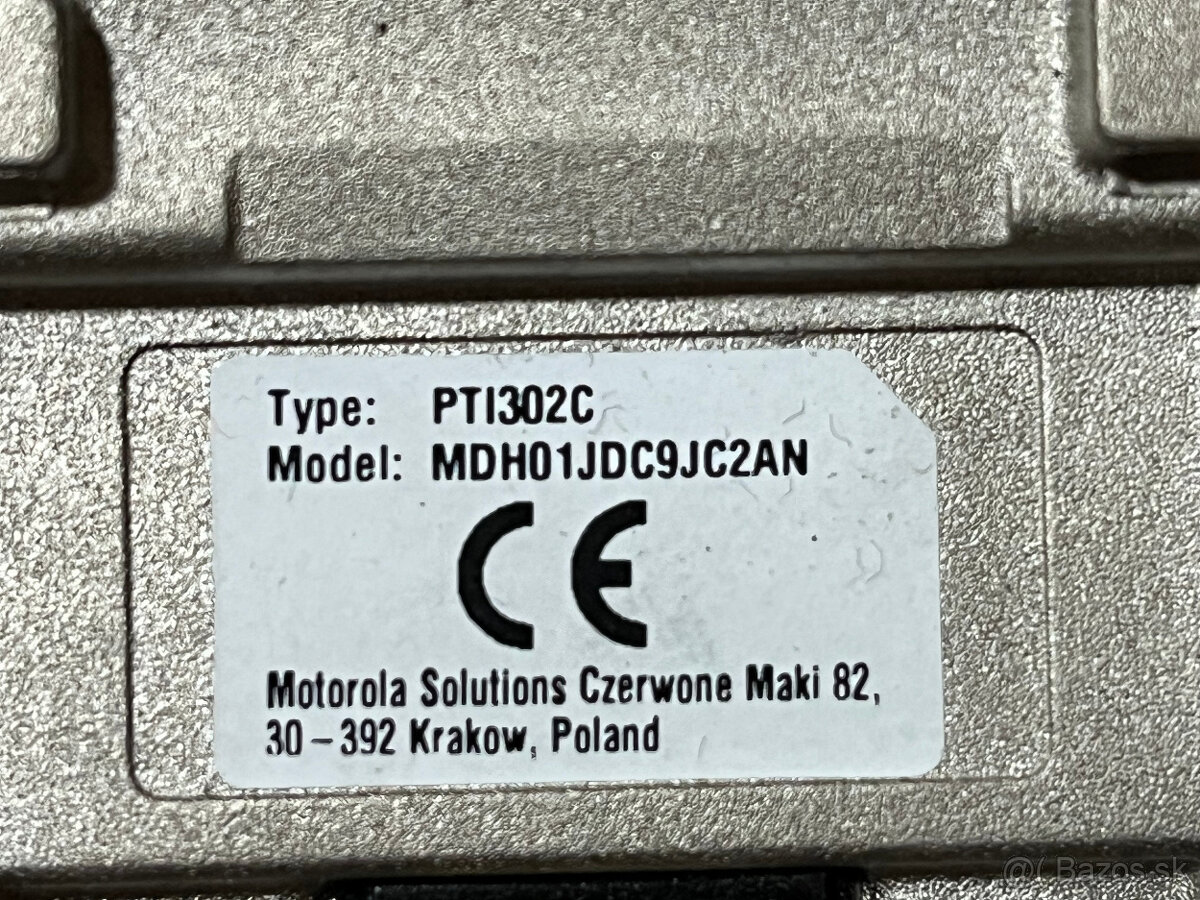 Type: PTI302C
Model: MDH01JDC9JC2AN
CE
Motorola Solutions Czerwone Maki 82,
30-392 Krakow, Poland
@( Bazos.sk